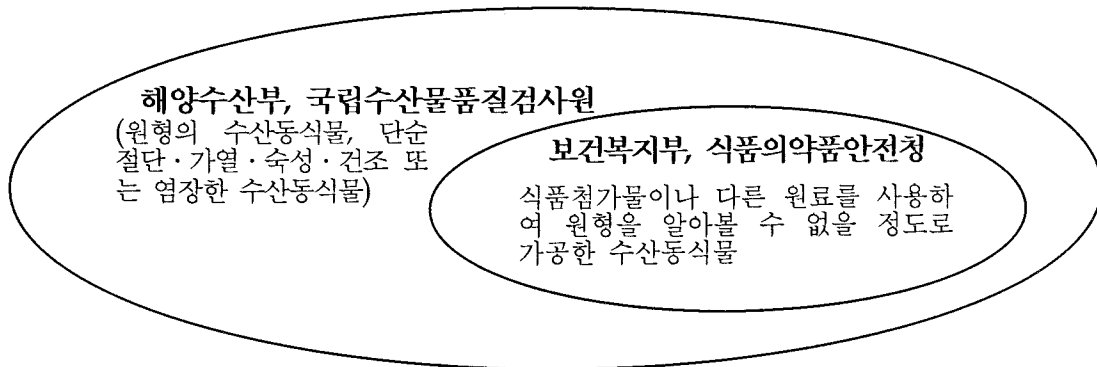 해양수산부, 국립수산물품질검사원
(원형의 수산동식물, 단순
절단·가열·숙성·건조 또
는 염장한 수산동식물)
보건복지부, 식품의약품안전청
식품첨가물이나 다른 원료를 사용하
여 원형을 알아볼 수 없을 정도로
가공한 수산동식물